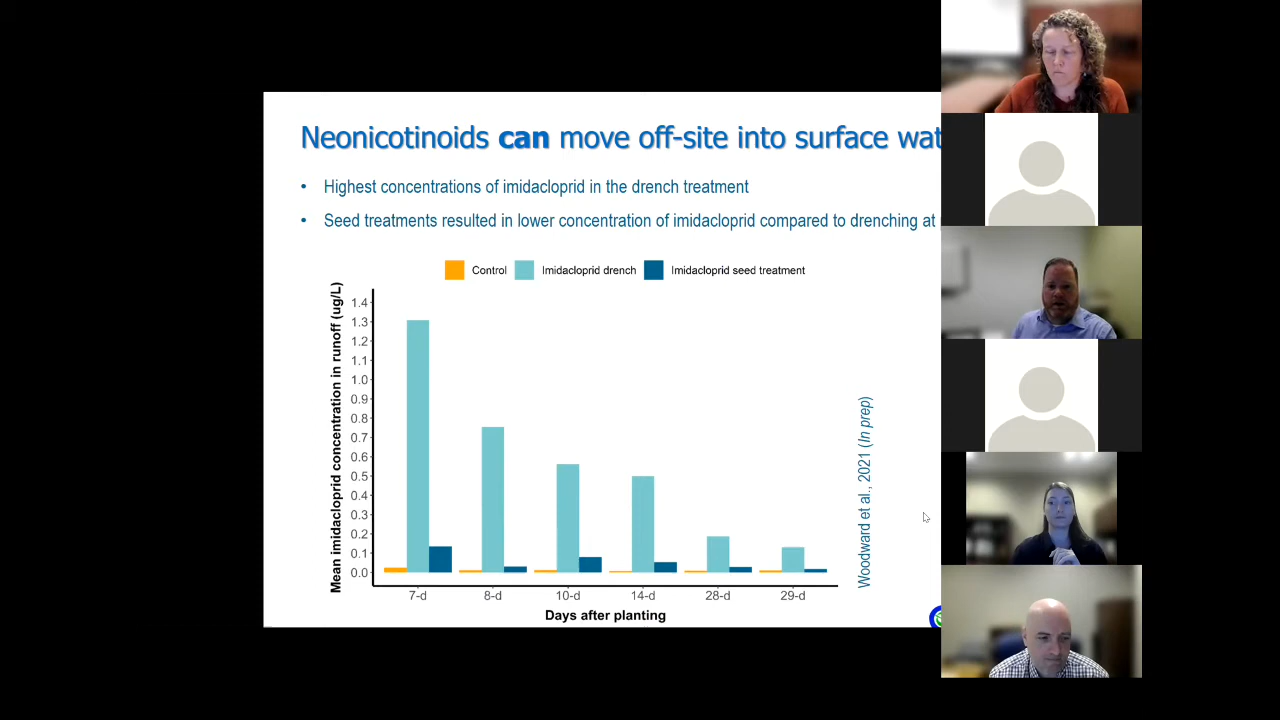 Neonicotinoids can move off-site into surface wat
• Highest concentrations of imidacloprid in the drench treatment
• Seed treatments resulted in lower concentration of imidacloprid compared to drenching at
Control Imidacloprid drench Imidacloprid seed treatment
Mean imidacloprid concentration in runoff (ug/L)
1.4
1.3
1.2
1.1
1.0
0.9
0.8
0.7
0.6
0.5
0.4
0.3
0.2
0.1
0.0
7-d 8-d 10-d 14-d 28-d 29-d
Days after planting
Woodward et al., 2021 (In prep)